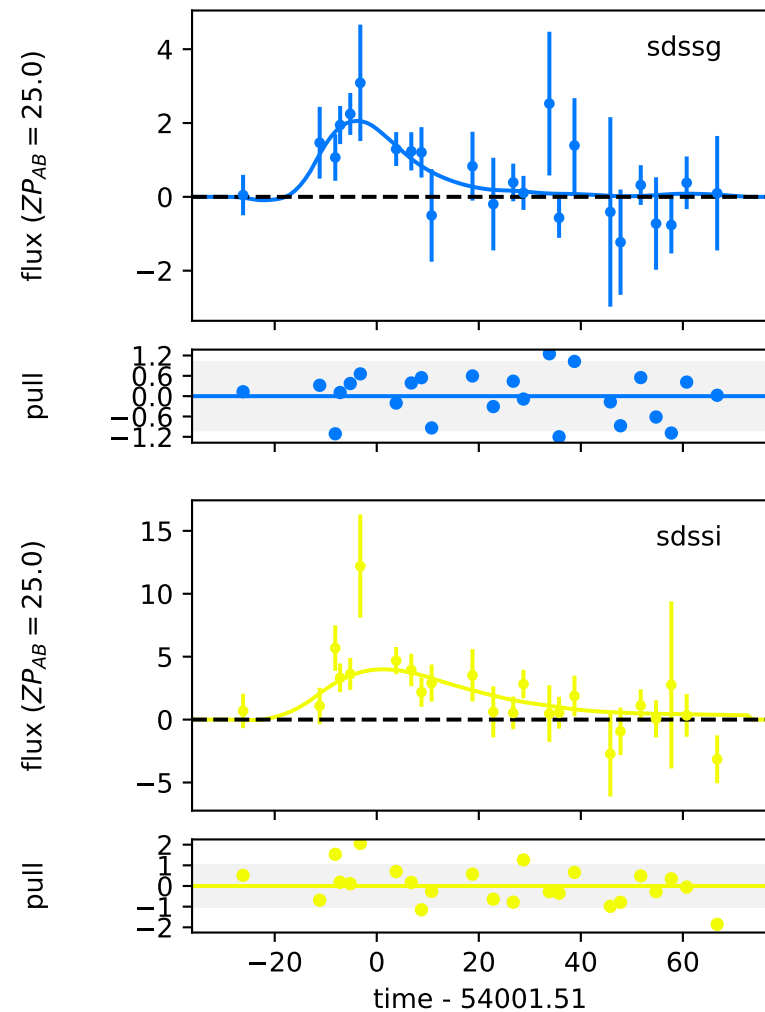 flux (ZP_AB = 25.0)
4
2
0
−2
sdssg
pull
1.2
0.6
0.0
−0.6
−1.2
flux (ZP_AB = 25.0)
15
10
5
0
−5
sdssi
pull
2
1
0
−1
−2
−20 0 20 40 60
time - 54001.51